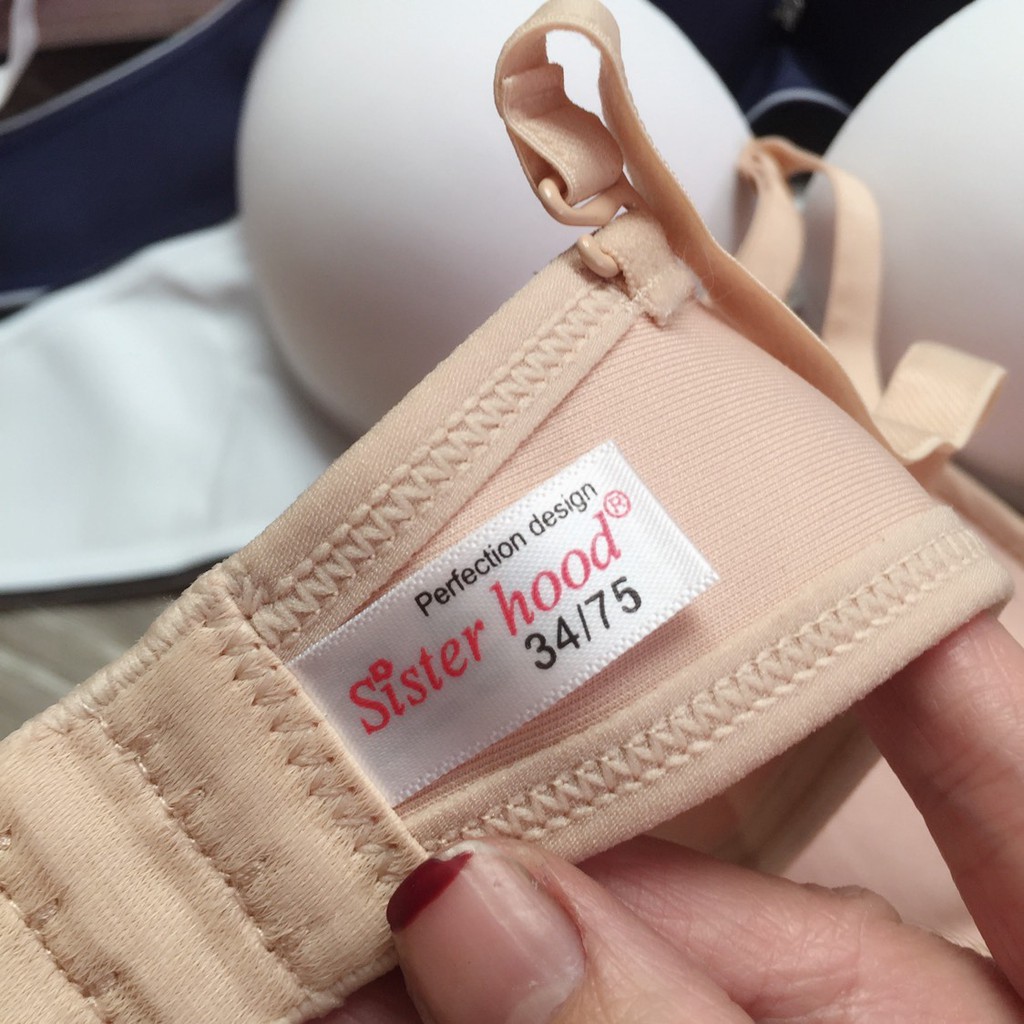 Perfection design
Sister hood®
34/75